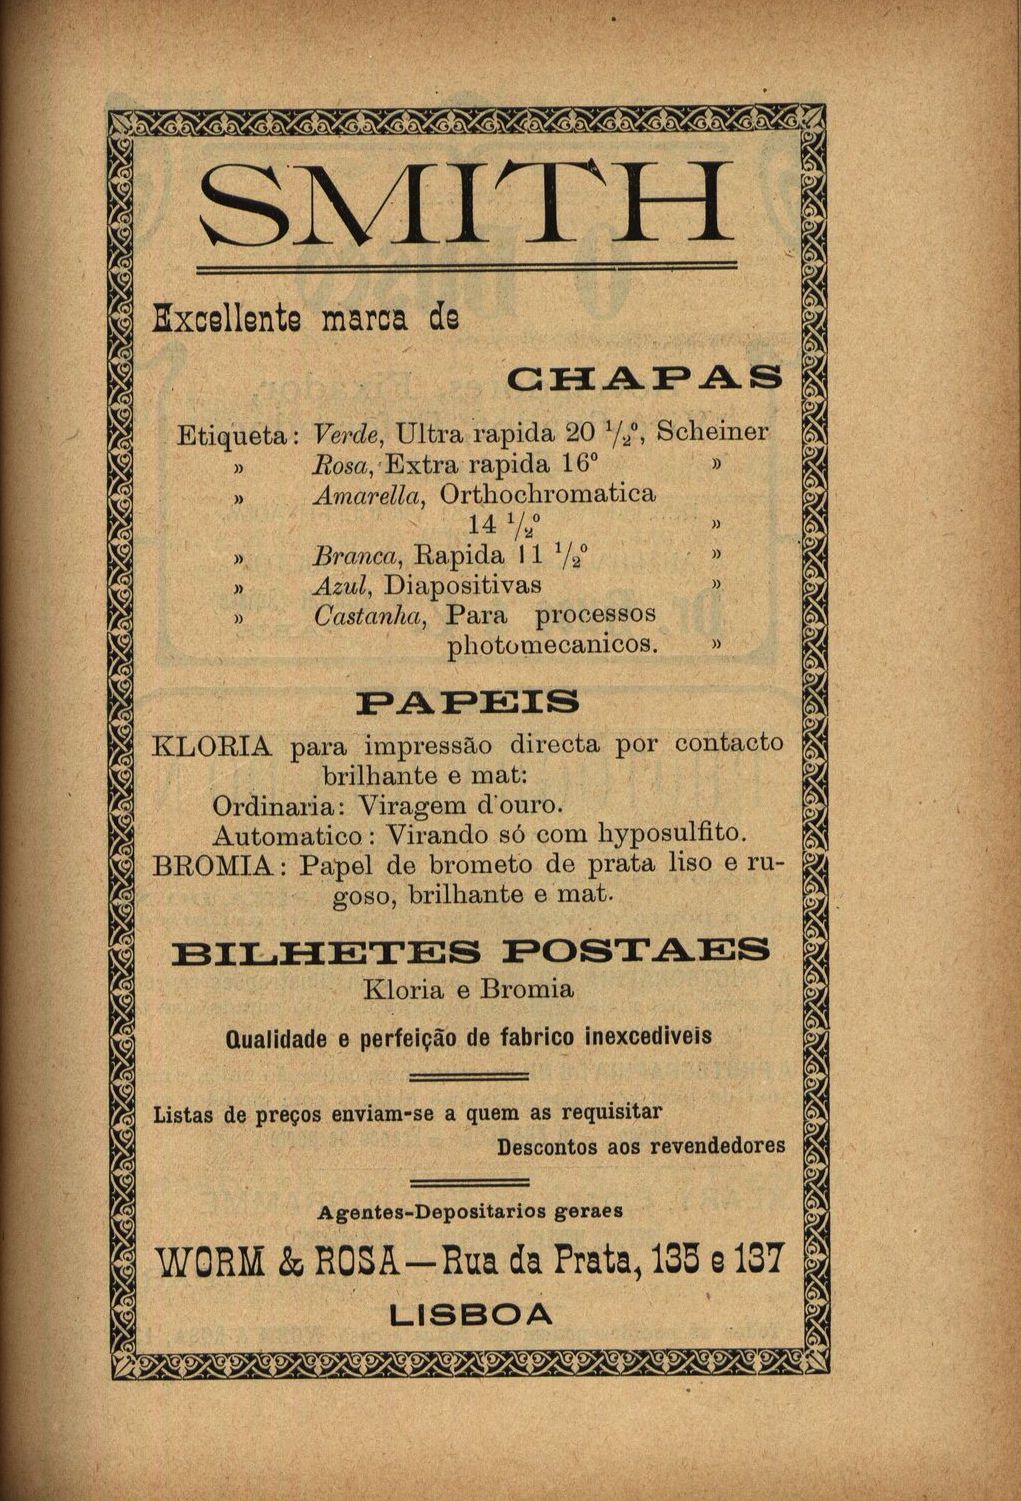 SMITH
Excellente marca de
CHAPAS
Etiqueta: Verde, Ultra rapida 20 1/2º, Scheiner
» Rosa, Extra rapida 16º »
» Amarella, Orthochromatica
14 1/2º »
» Branca, Rapida 11 1/2º »
» Azul, Diapositivas »
» Castanha, Para processos
photomecanicos. »
PAPEIS
KLORIA para impressão directa por contacto
brilhante e mat:
Ordinaria: Viragem d'ouro.
Automatico: Virando só com hyposulfito.
BROMIA: Papel de brometo de prata liso e ru-
goso, brilhante e mat.
BILHETES POSTAES
Kloria e Bromia
Qualidade e perfeição de fabrico inexcediveis
Listas de preços enviam-se a quem as requisitar
Descontos aos revendedores
Agentes-Depositarios geraes
WORM & ROSA—Rua da Prata, 135 e 137
LISBOA